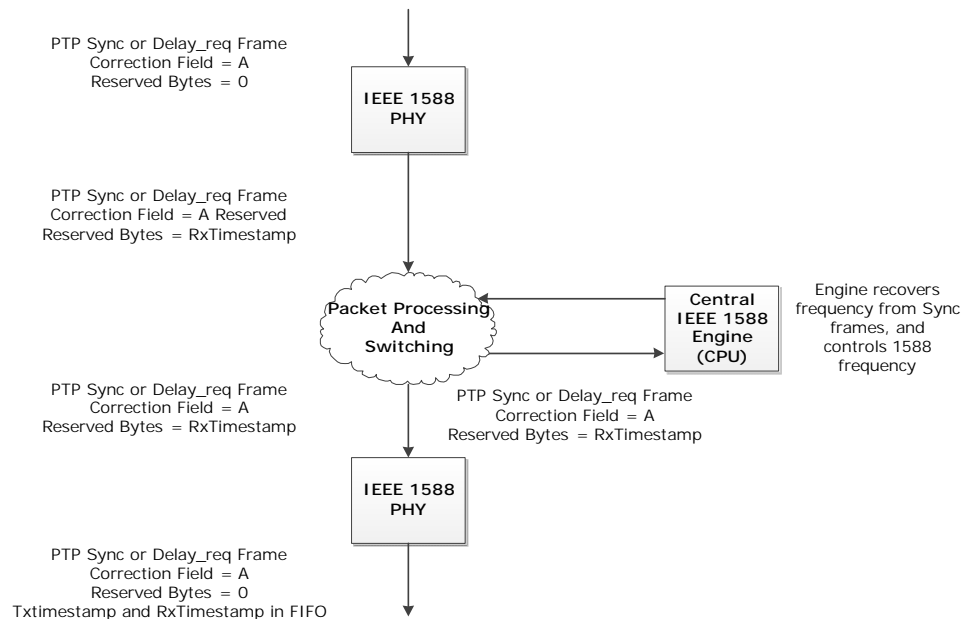 PTP Sync or Delay_req Frame
Correction Field = A
Reserved Bytes = 0
IEEE 1588
PHY
PTP Sync or Delay_req Frame
Correction Field = A Reserved
Reserved Bytes = RxTimestamp
Packet Processing
And
Switching
Central
IEEE 1588
Engine
(CPU)
Engine recovers
frequency from Sync
frames, and
controls 1588
frequency
PTP Sync or Delay_req Frame
Correction Field = A
Reserved Bytes = RxTimestamp
PTP Sync or Delay_req Frame
Correction Field = A
Reserved Bytes = RxTimestamp
IEEE 1588
PHY
PTP Sync or Delay_req Frame
Correction Field = A
Reserved Bytes = 0
Txtimestamp and RxTimestamp in FIFO